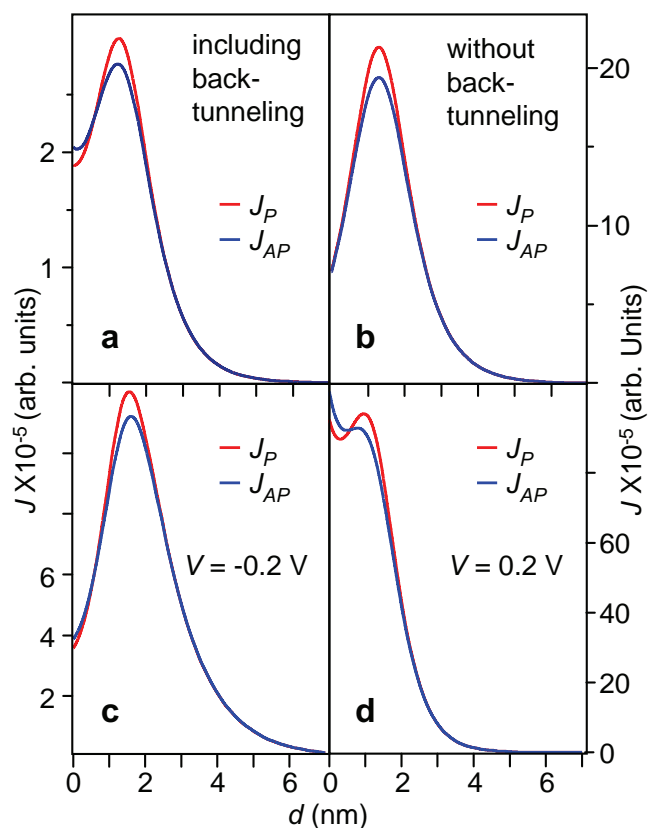 including
back-
tunneling
J_P
J_AP
a
2
1
without
back-
tunneling
J_P
J_AP
b
20
10
0
J_P
J_AP
V = -0.2 V
c
6
4
2
0 2 4 6
J_P
J_AP
V = 0.2 V
d
60
40
20
0
0 2 4 6
J X10-5 (arb. units)
J X10-5 (arb. Units)
d (nm)